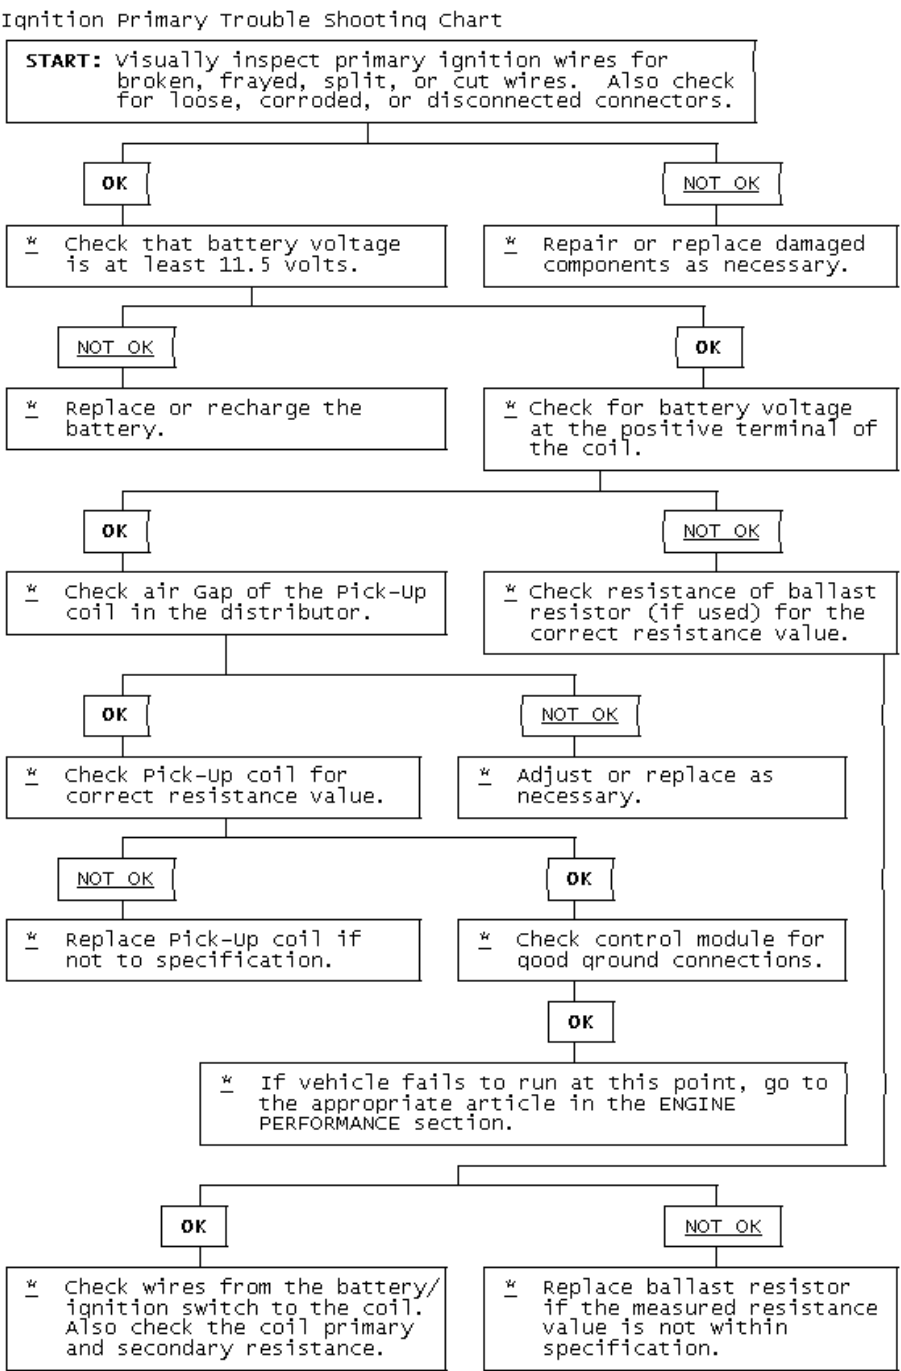 Ignition Primary Trouble Shooting Chart
START: Visually inspect primary ignition wires for
broken, frayed, split, or cut wires. Also check
for loose, corroded, or disconnected connectors.
OK
NOT OK
* Check that battery voltage
is at least 11.5 volts.
* Repair or replace damaged
components as necessary.
NOT OK
OK
* Replace or recharge the
battery.
* Check for battery voltage
at the positive terminal of
the coil.
OK
NOT OK
* Check air Gap of the Pick-Up
coil in the distributor.
* Check resistance of ballast
resistor (if used) for the
correct resistance value.
OK
NOT OK
* Check Pick-Up coil for
correct resistance value.
* Adjust or replace as
necessary.
NOT OK
OK
* Replace Pick-Up coil if
not to specification.
* Check control module for
good ground connections.
OK
* If vehicle fails to run at this point, go to
the appropriate article in the ENGINE
PERFORMANCE section.
OK
NOT OK
* Check wires from the battery/
ignition switch to the coil.
Also check the coil primary
and secondary resistance.
* Replace ballast resistor
if the measured resistance
value is not within
specification.